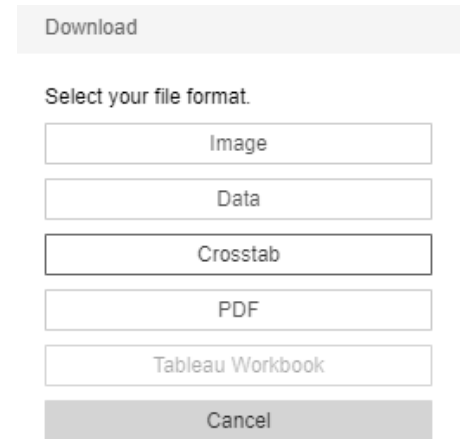 Download
Select your file format.
Image
Data
Crosstab
PDF
Tableau Workbook
Cancel